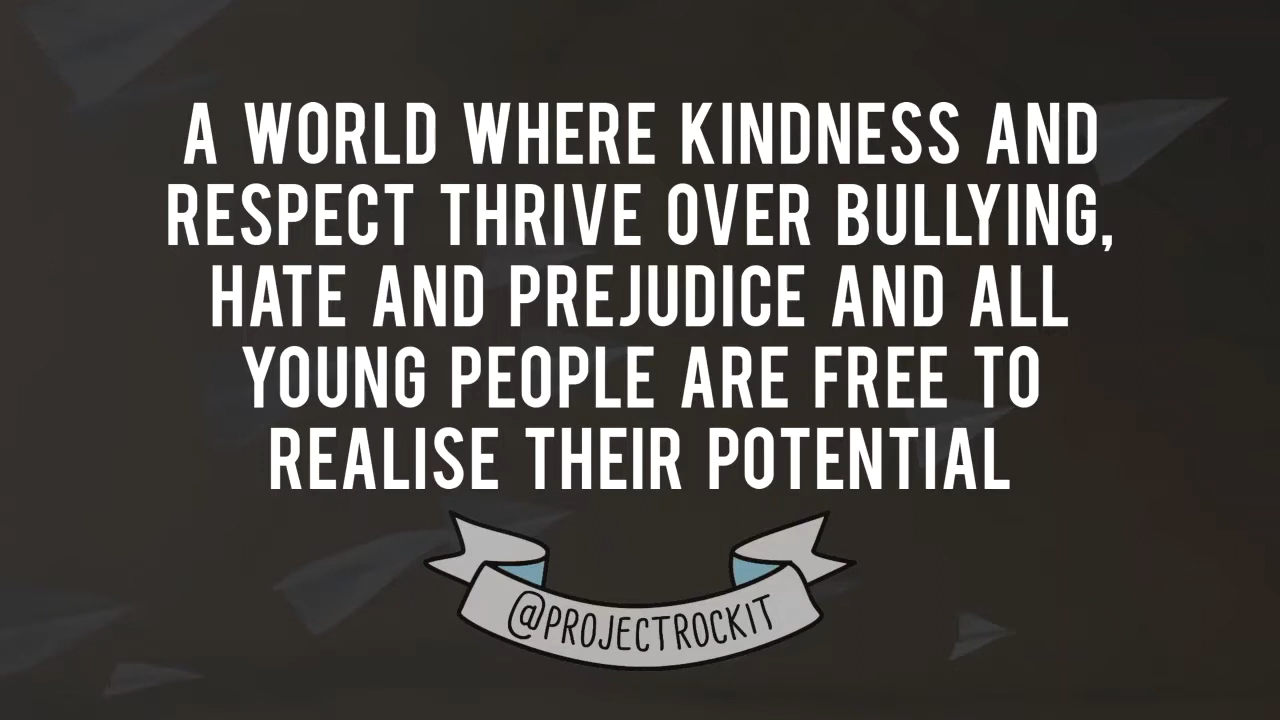 A WORLD WHERE KINDNESS AND
RESPECT THRIVE OVER BULLYING,
HATE AND PREJUDICE AND ALL
YOUNG PEOPLE ARE FREE TO
REALISE THEIR POTENTIAL
@PROJECTROCKIT